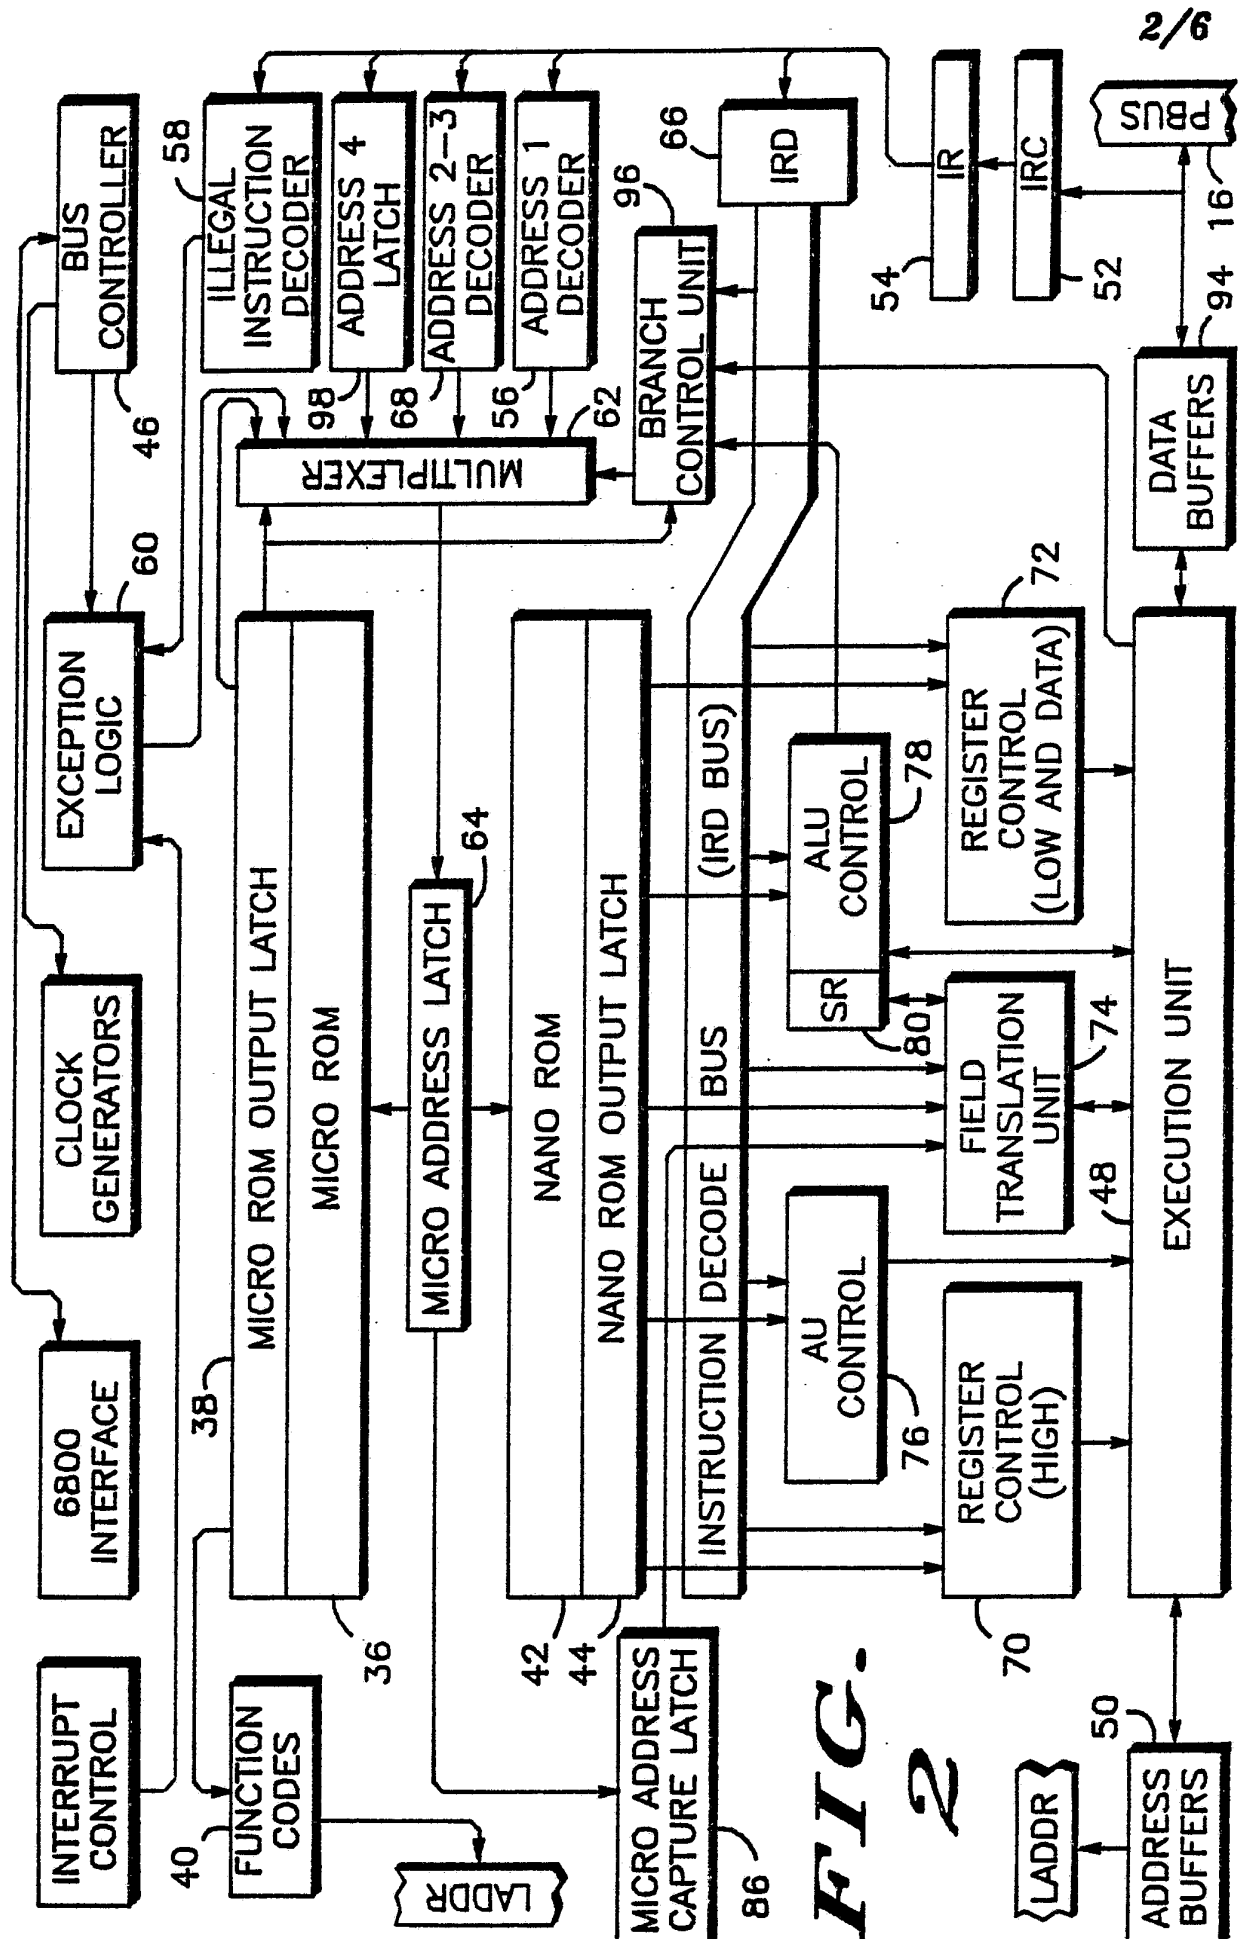 2/6
INTERRUPT
CONTROL
6800
INTERFACE
CLOCK
GENERATORS
EXCEPTION
LOGIC
60
BUS
CONTROLLER
46
40
FUNCTION
CODES
LADDR
38
MICRO ROM OUTPUT LATCH
MICRO ROM
36
MICRO ADDRESS LATCH
64
MULTIPLEXER
62
58
ILLEGAL
INSTRUCTION
DECODER
98
ADDRESS 4
LATCH
68
ADDRESS 2-3
DECODER
56
ADDRESS 1
DECODER
42
44
NANO ROM
NANO ROM OUTPUT LATCH
BRANCH
CONTROL UNIT
96
66
IRD
MICRO ADDRESS
CAPTURE LATCH
86
INSTRUCTION DECODE BUS (IRD BUS)
AU
CONTROL
76
SR
80
ALU
CONTROL
78
54
IR
52
IRC
REGISTER
CONTROL
(HIGH)
70
FIELD
TRANSLATION
UNIT
74
REGISTER
CONTROL
(LOW AND DATA)
72
LADDR
50
ADDRESS
BUFFERS
48
EXECUTION UNIT
DATA
BUFFERS
94
16
PBUS
FIG.
2